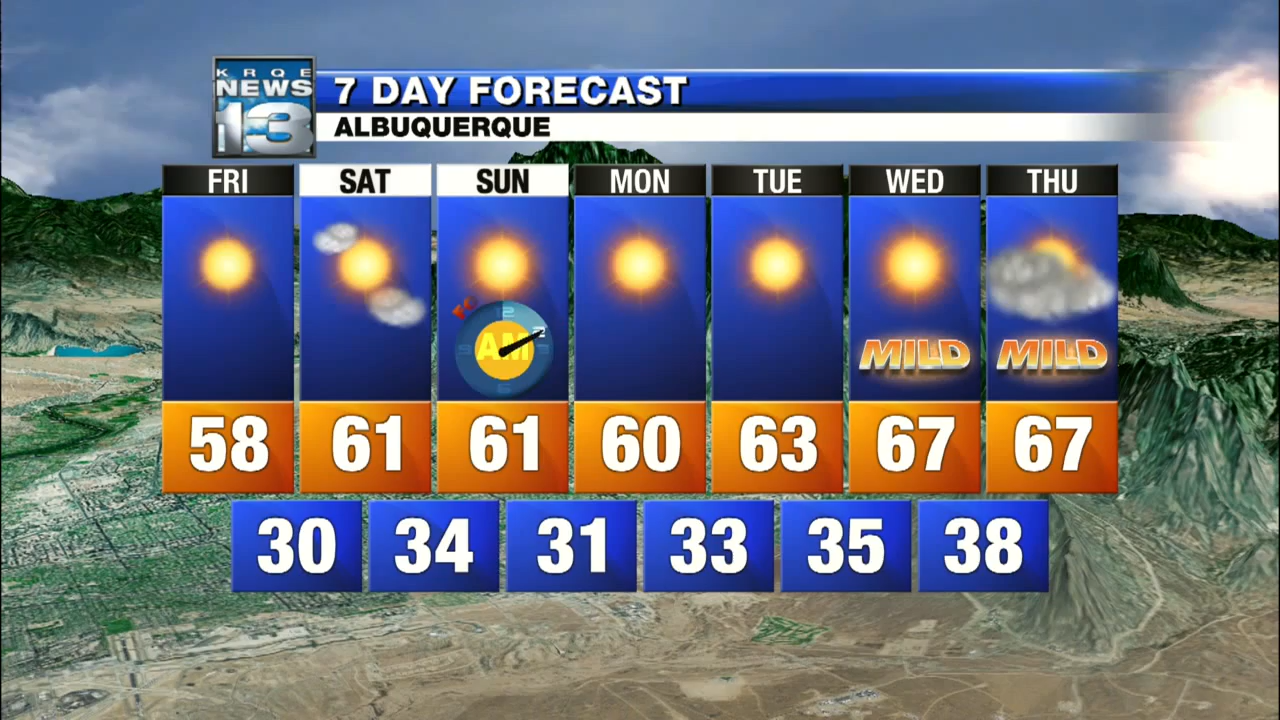 KRQE
NEWS
13
7 DAY FORECAST
ALBUQUERQUE
FRI SAT SUN MON TUE WED THU
AM
MILD MILD
58 61 61 60 63 67 67
30 34 31 33 35 38